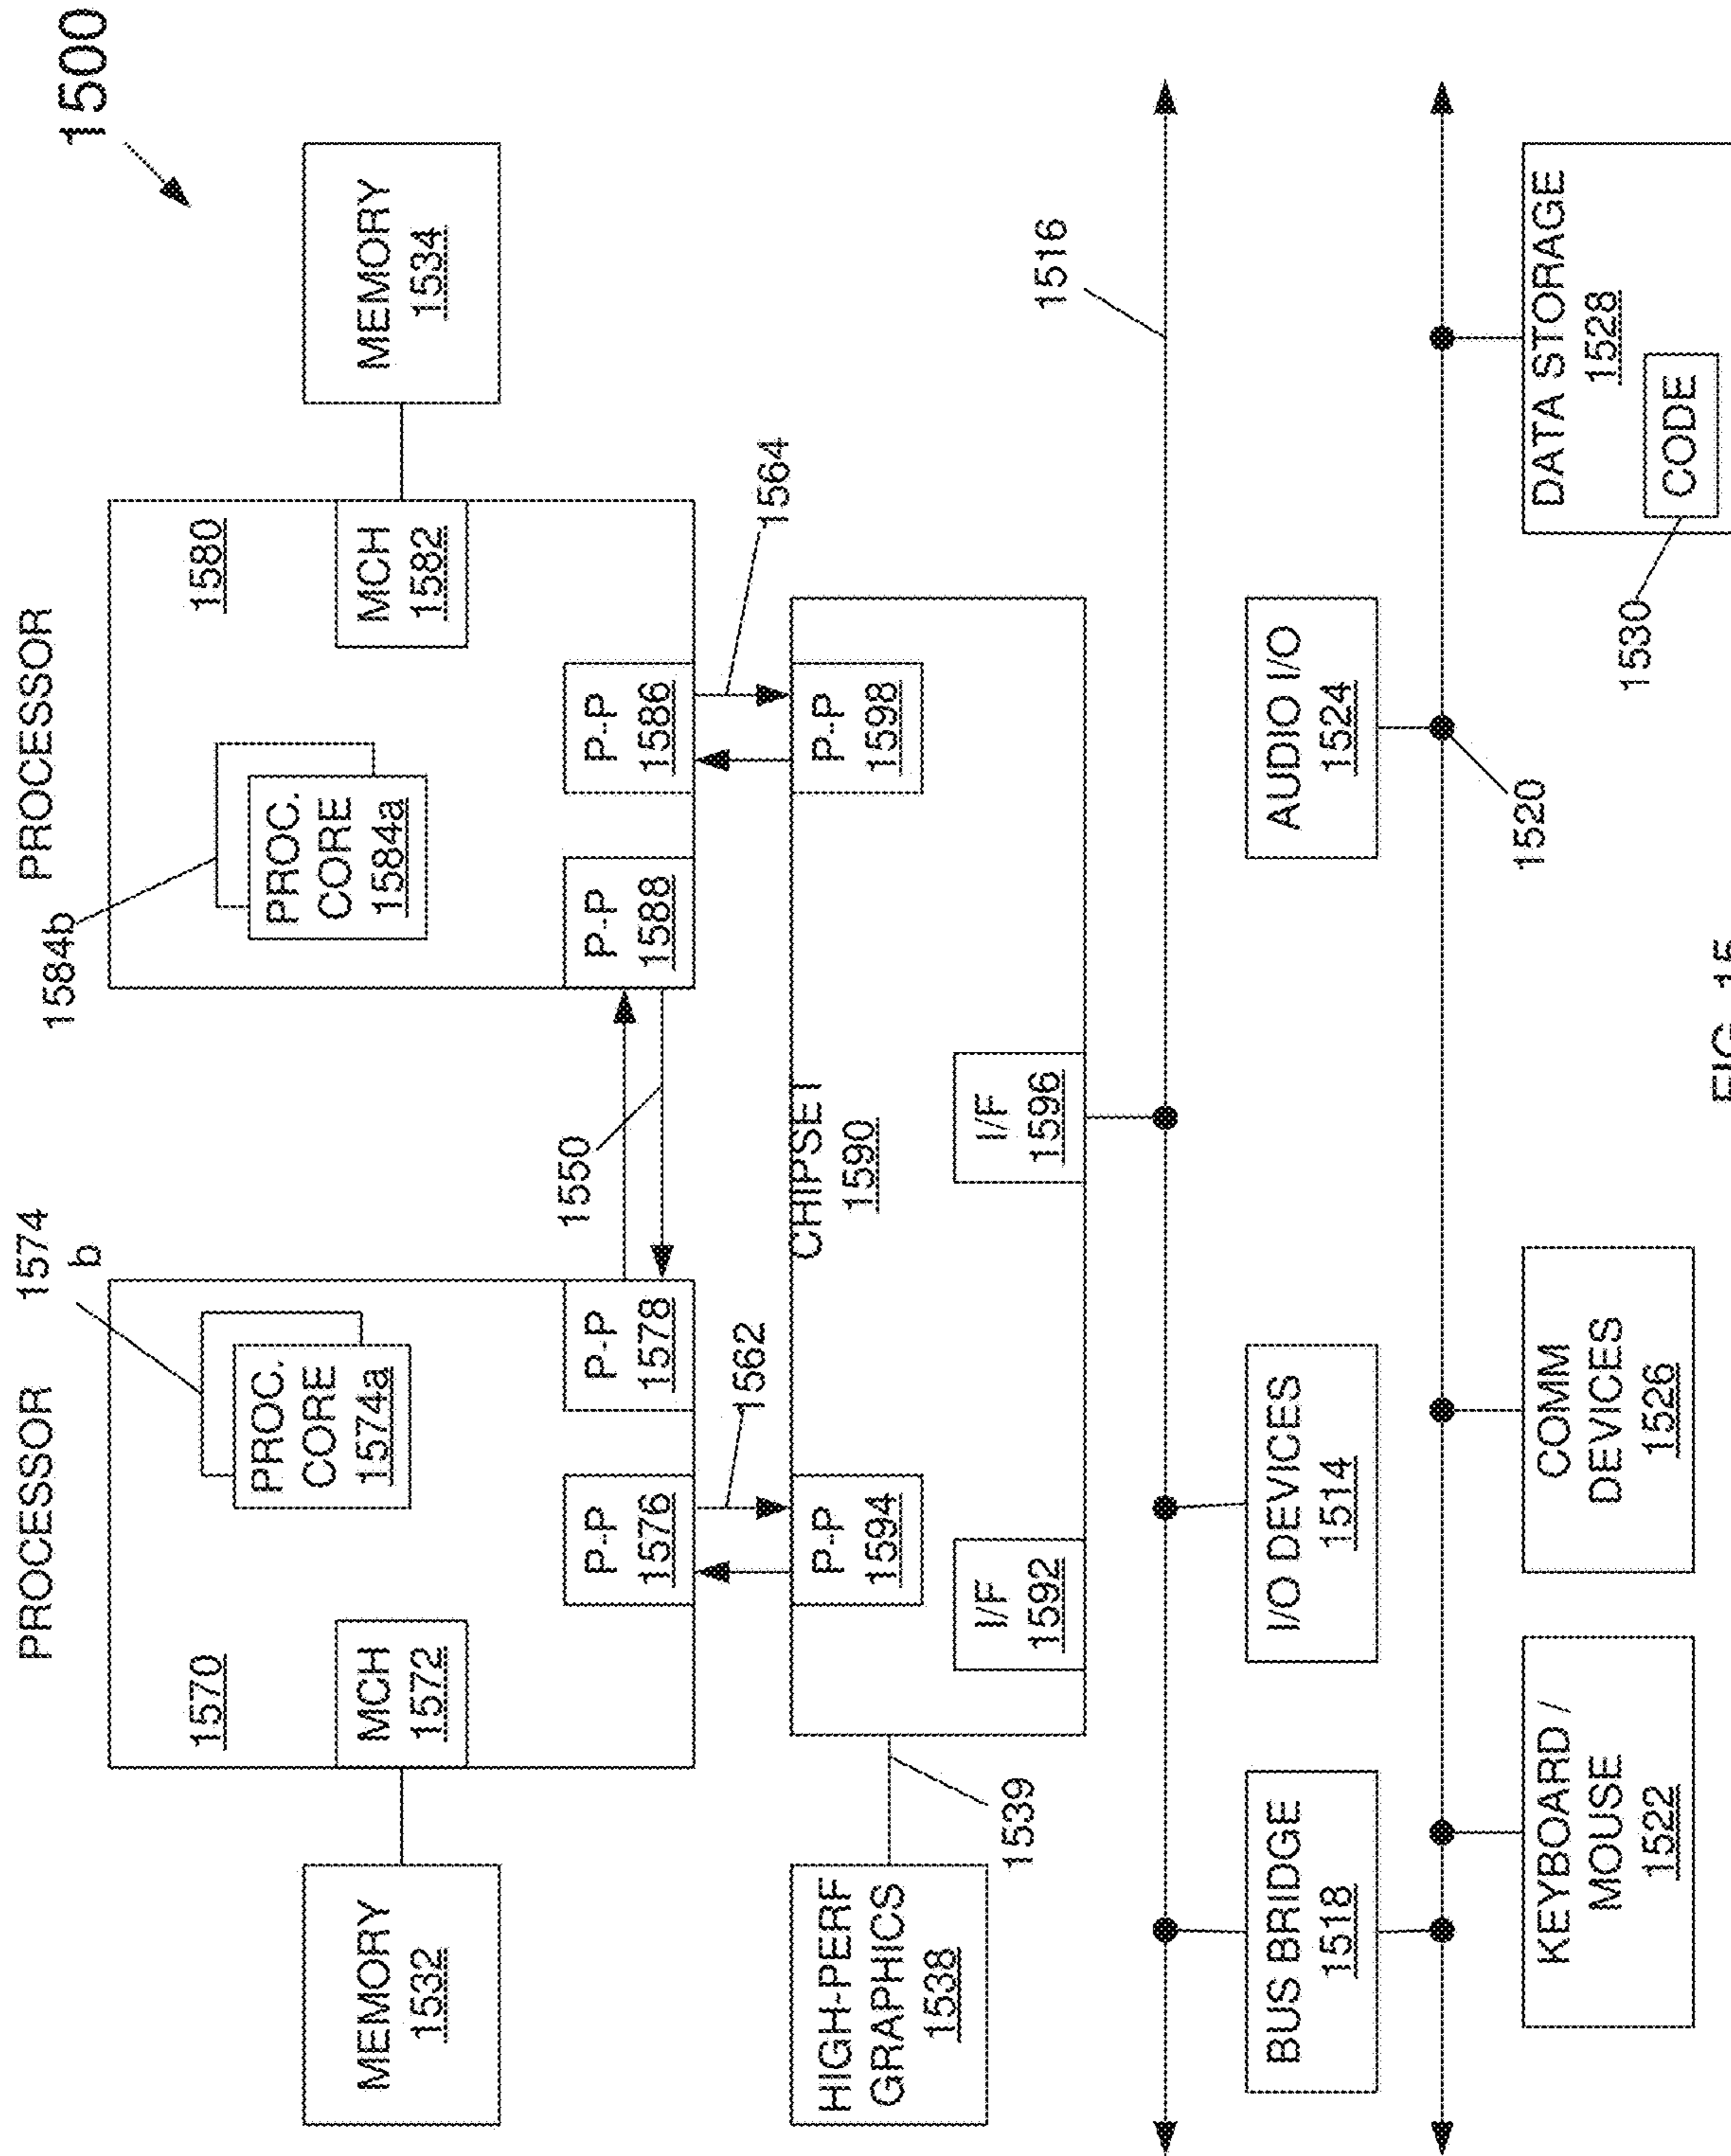 1500
PROCESSOR
1574
b
PROCESSOR
1584b
1570
PROC.
CORE
1574a
MCH
1572
P-P
1576
P-P
1578
MEMORY
1532
1550
1580
PROC.
CORE
1584a
MCH
1582
P-P
1588
P-P
1586
MEMORY
1534
1562
1564
HIGH-PERF
GRAPHICS
1538
1539
P-P
1594
CHIPSET
1590
P-P
1598
I/F
1592
I/F
1596
1516
BUS BRIDGE
1518
I/O DEVICES
1514
AUDIO I/O
1524
1520
KEYBOARD /
MOUSE
1522
COMM
DEVICES
1526
DATA STORAGE
1528
CODE
1530
FIG. 15